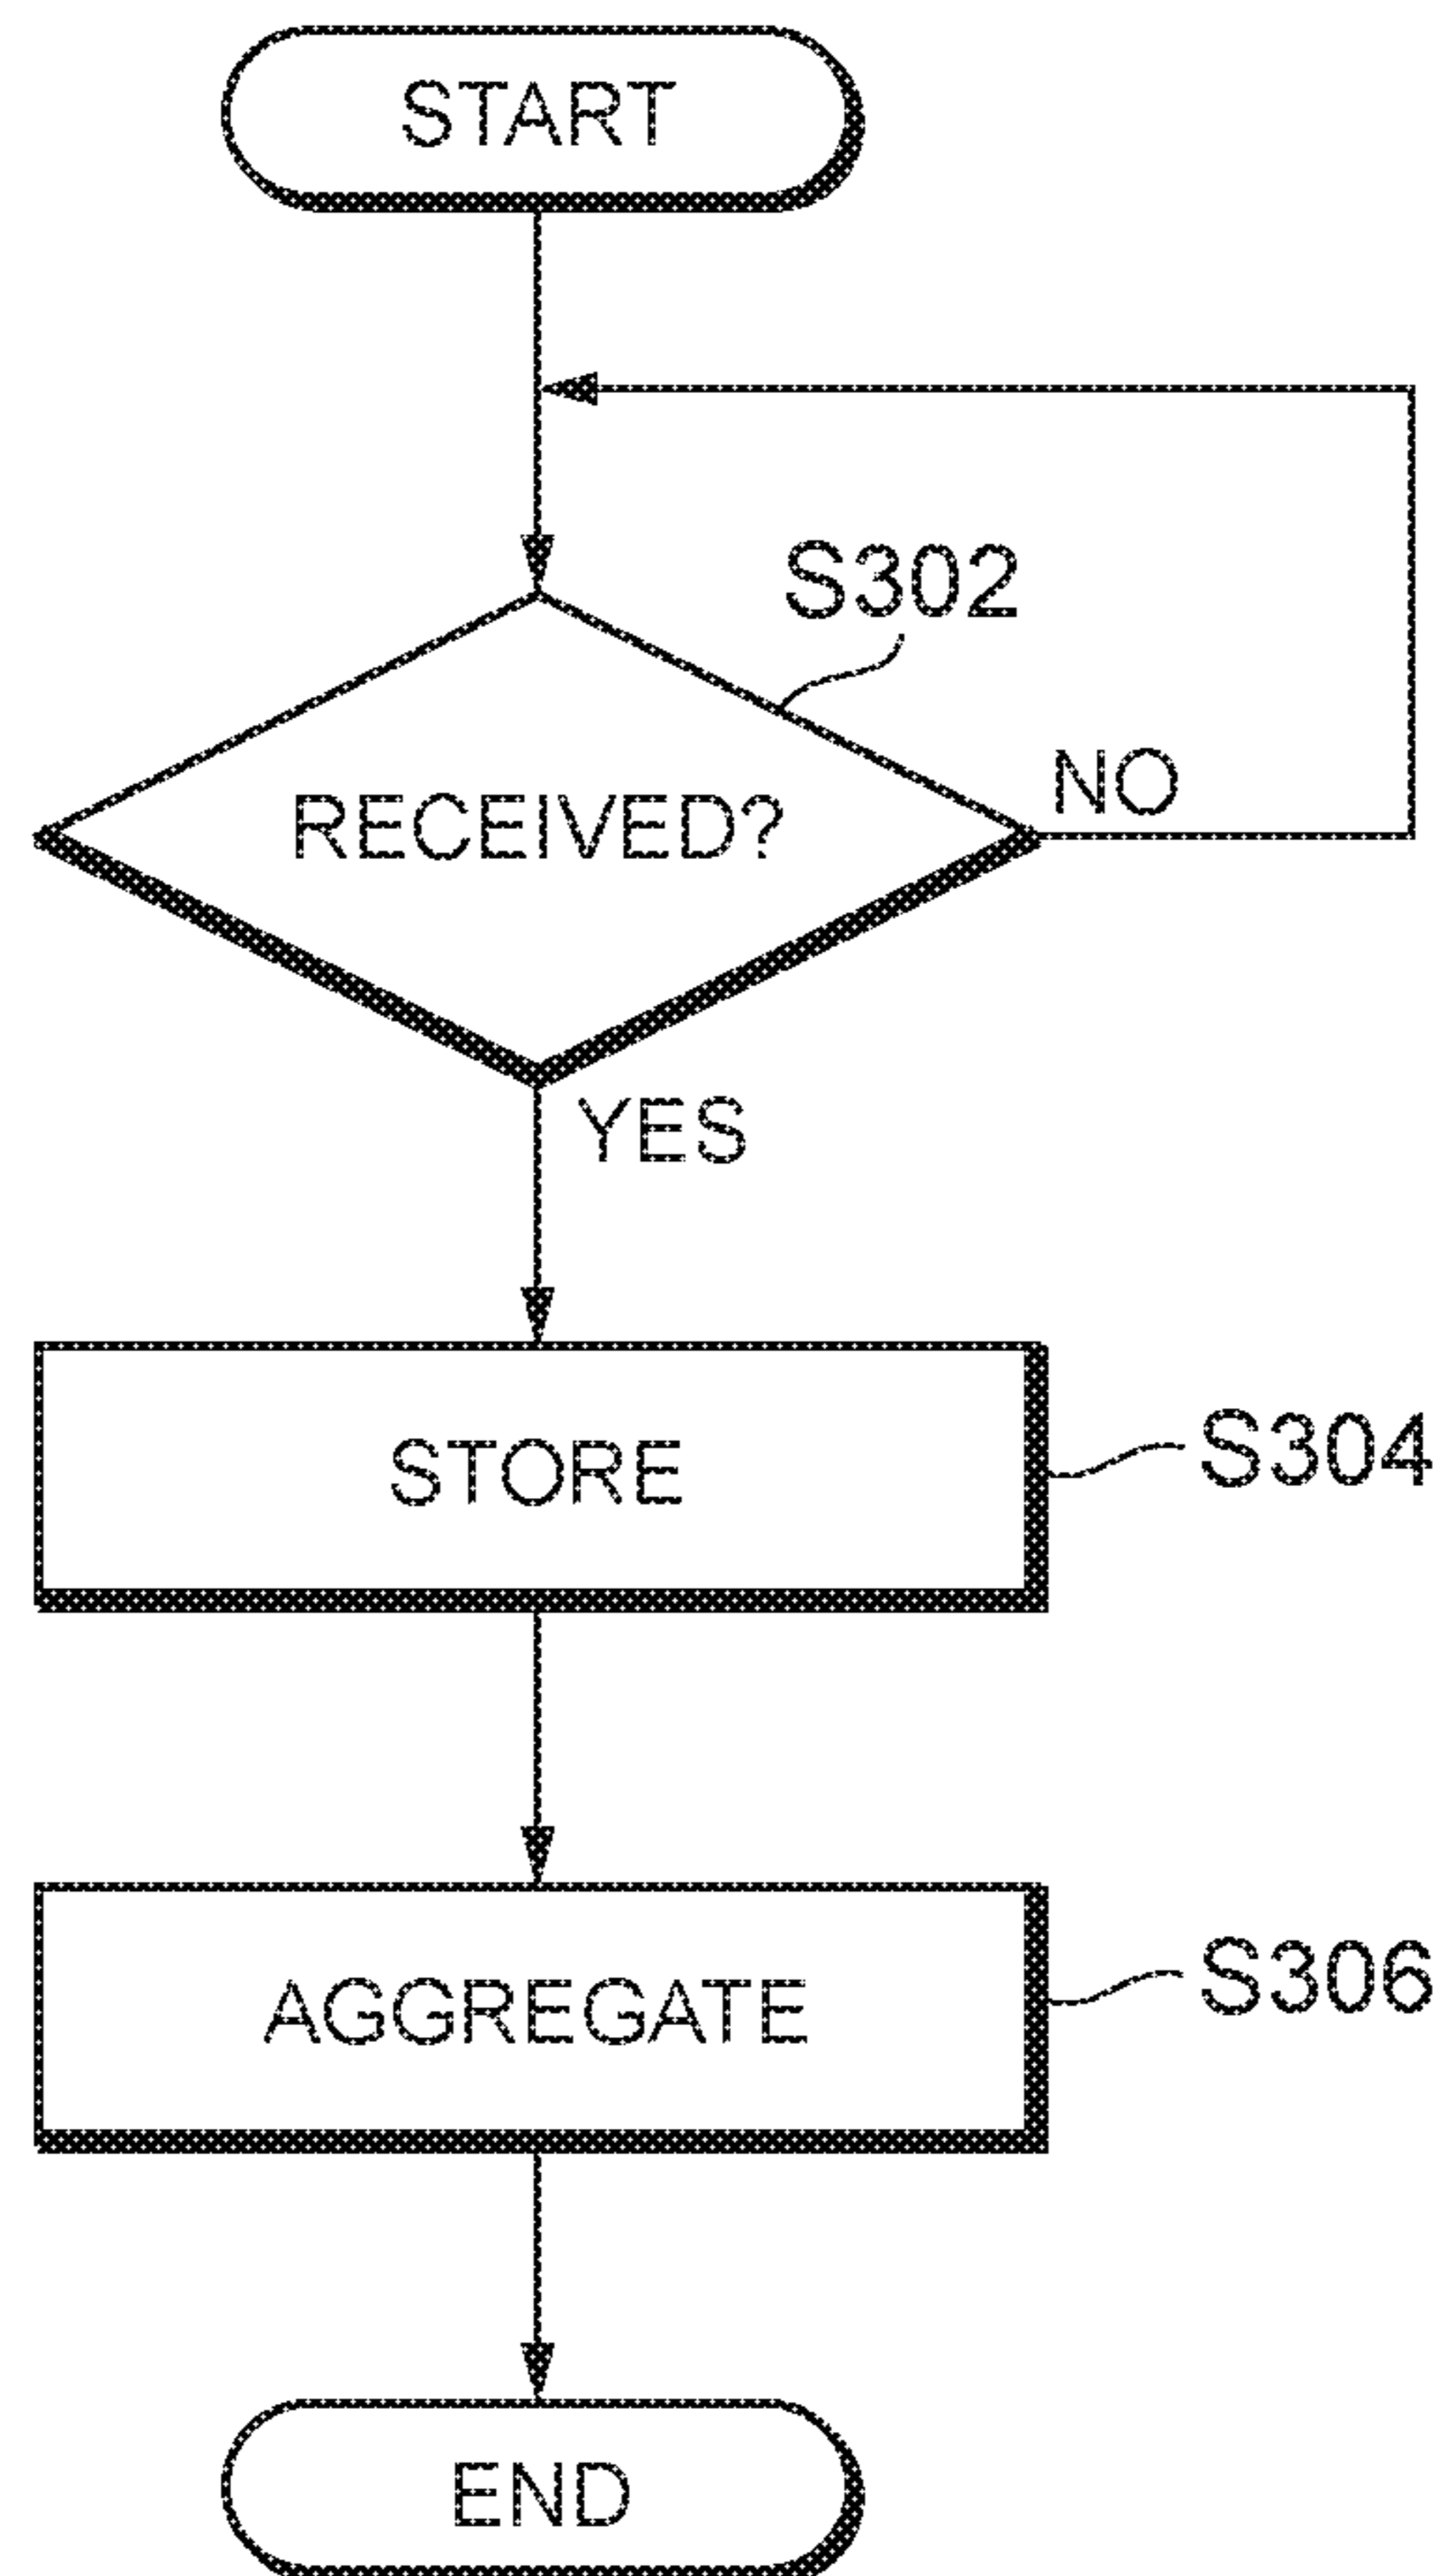 START
S302
RECEIVED?
NO
YES
STORE
S304
AGGREGATE
S306
END